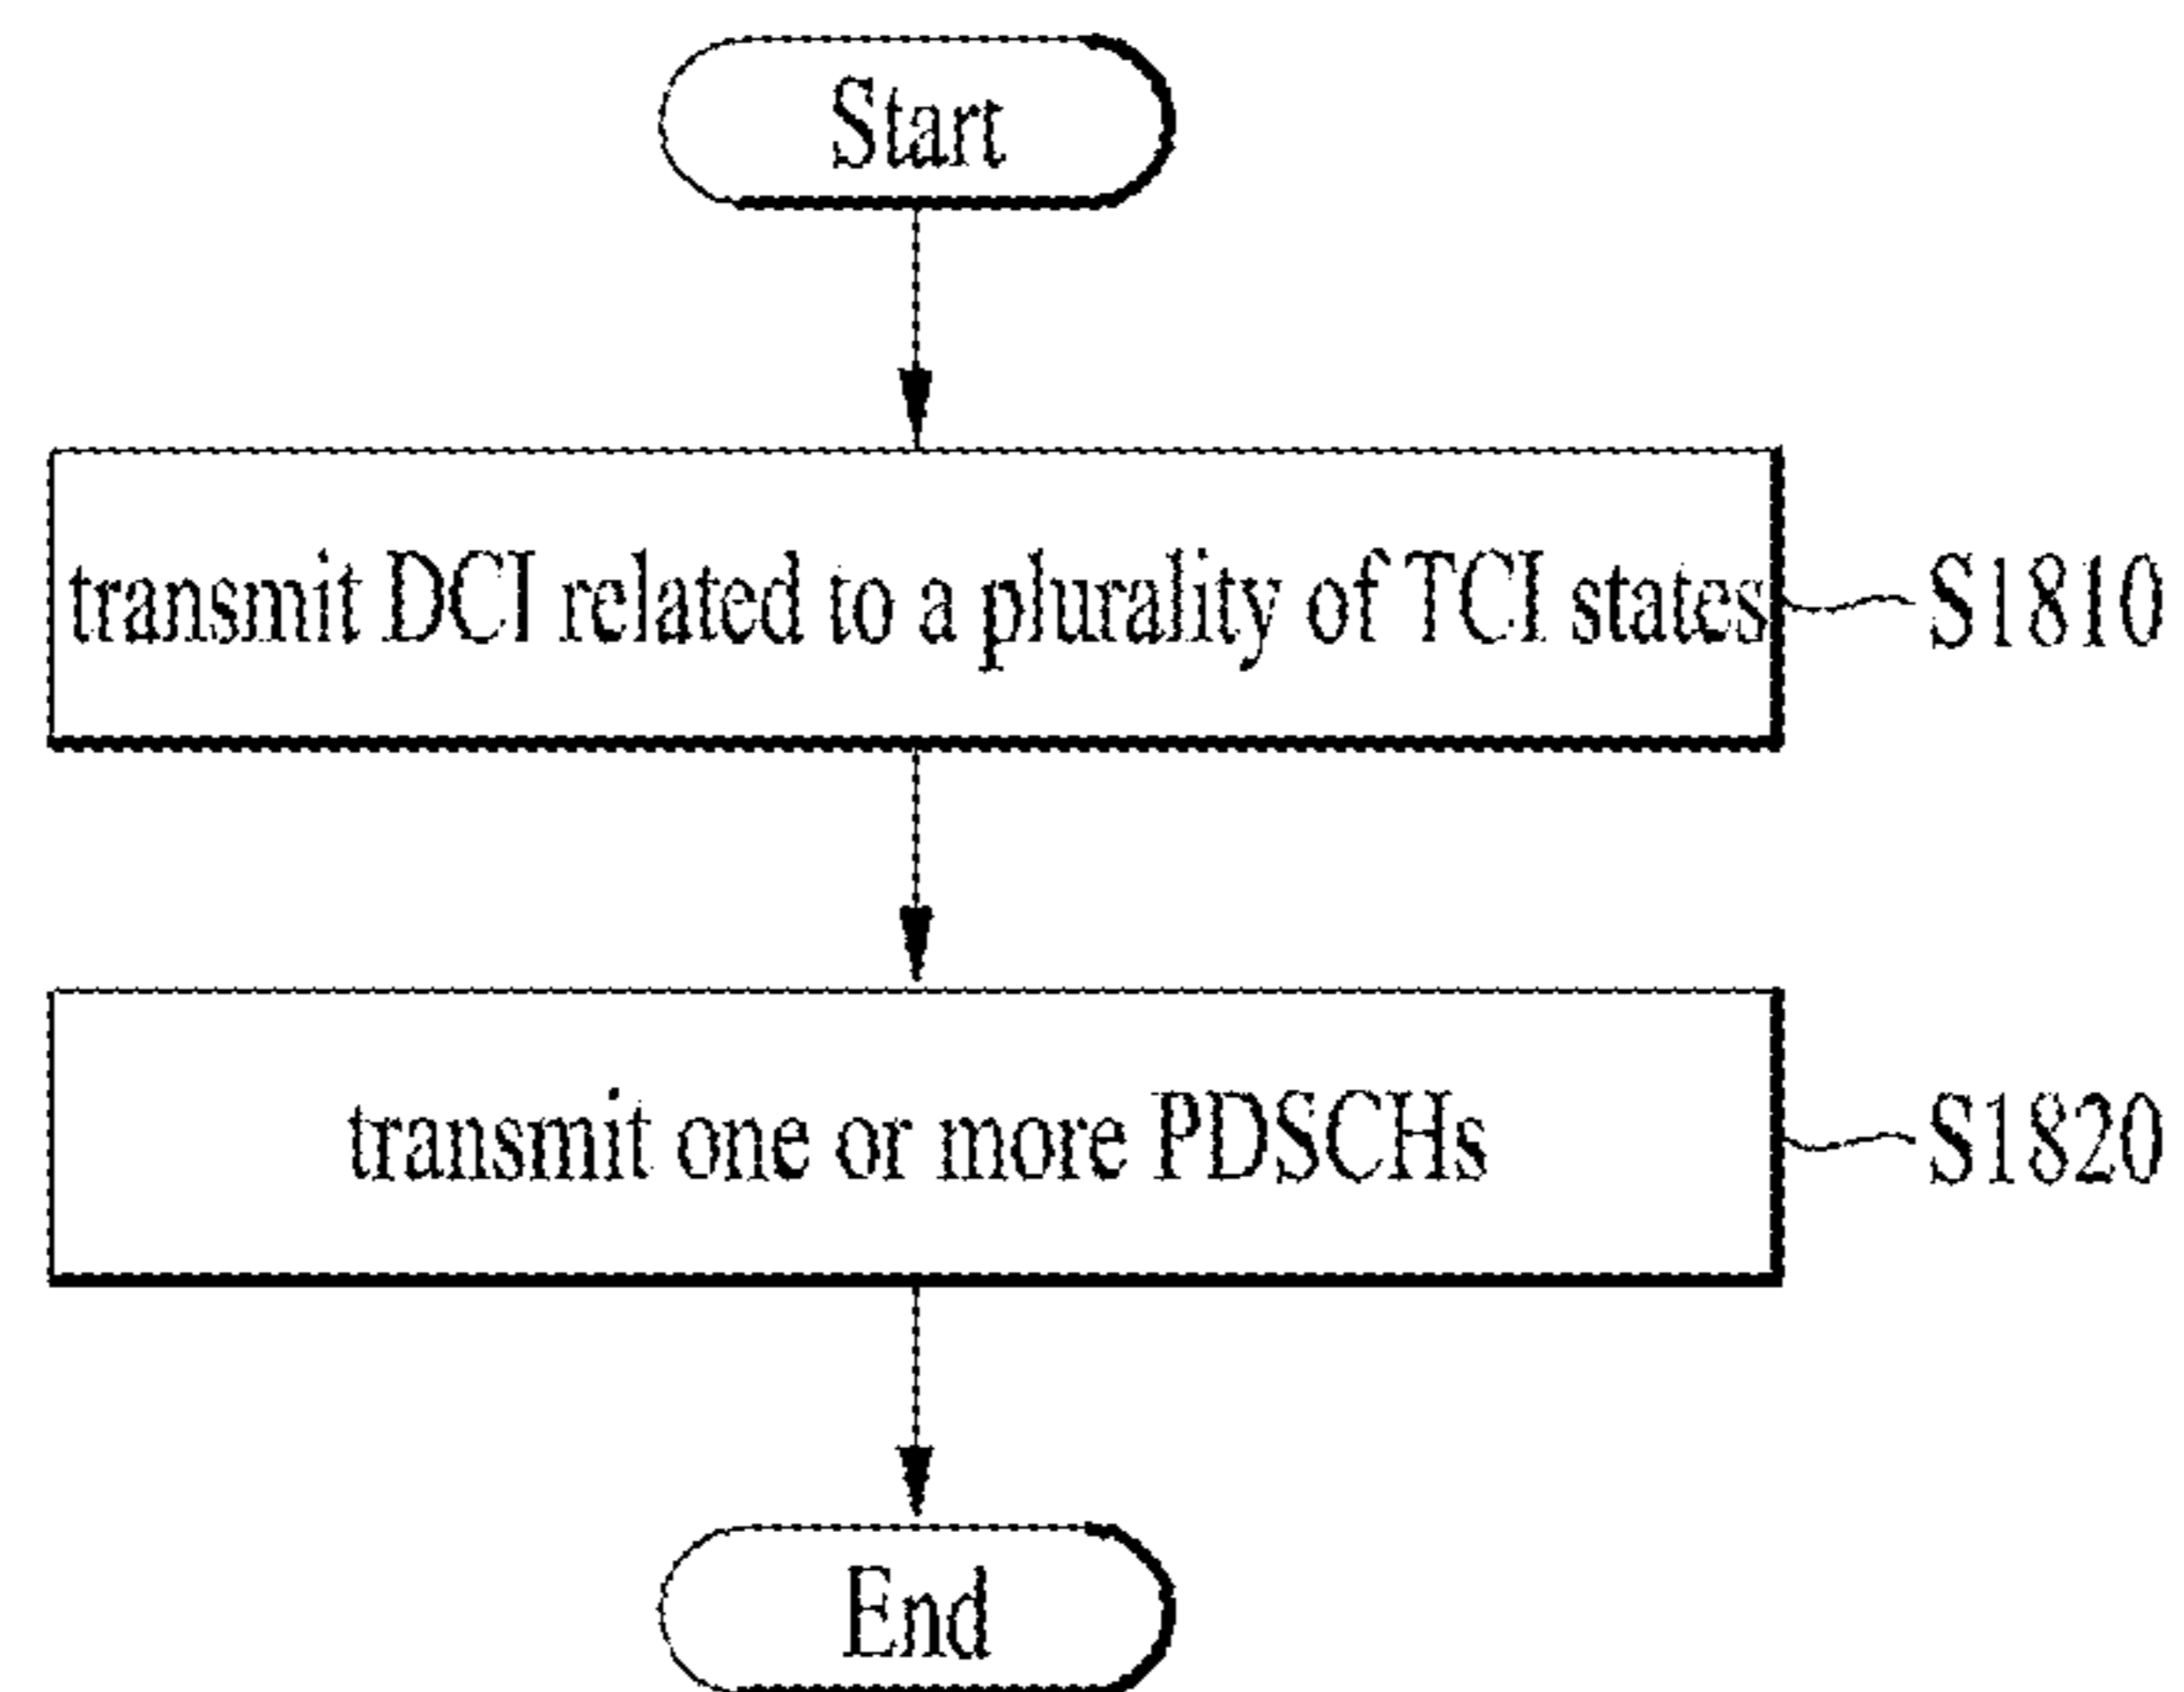 Start
transmit DCI related to a plurality of TCI states
S1810
transmit one or more PDSCHs
S1820
End